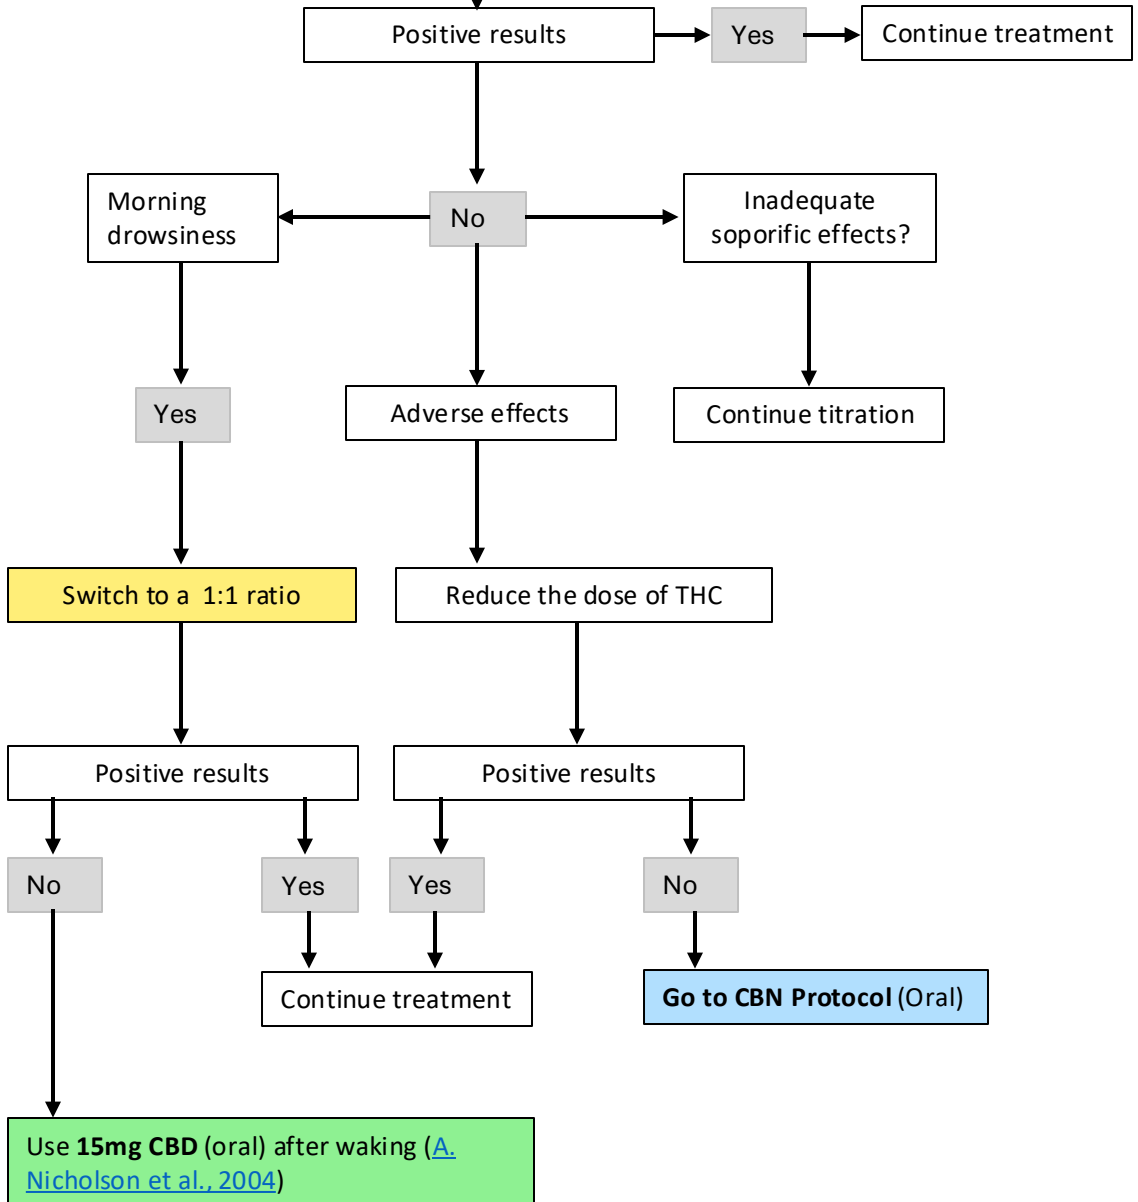 Positive results
Yes
Continue treatment
Morning
drowsiness
No
Inadequate
soporific effects?
Yes
Adverse effects
Continue titration
Switch to a 1:1 ratio
Reduce the dose of THC
Positive results
Positive results
No
Yes
Yes
No
Continue treatment
Go to CBN Protocol (Oral)
Use 15mg CBD (oral) after waking (A.
Nicholson et al., 2004)